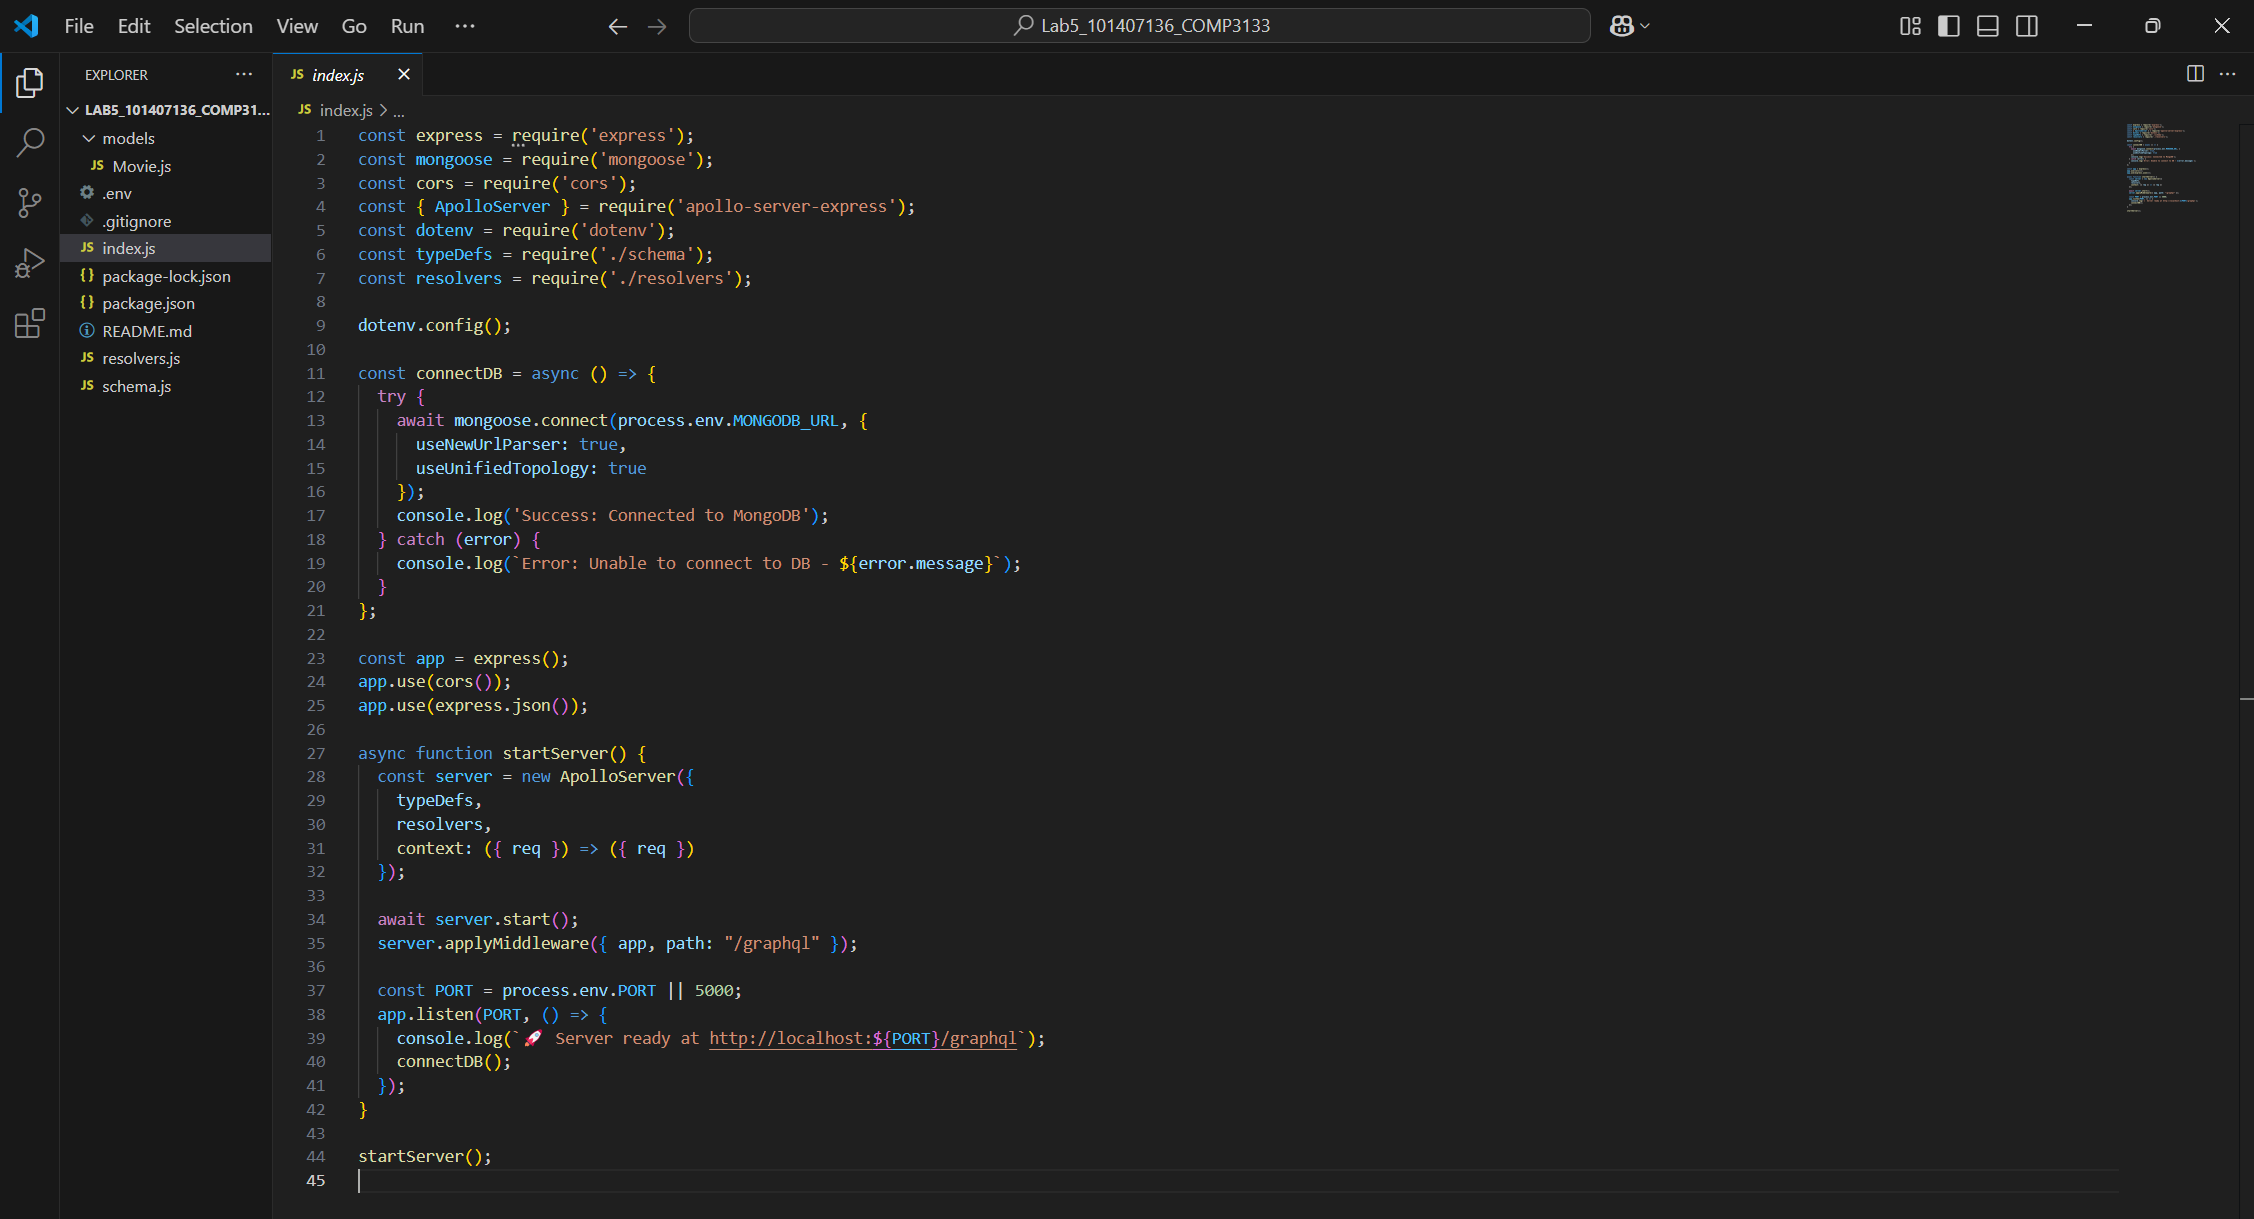 File Edit Selection View Go Run ···
Lab5_101407136_COMP3133
EXPLORER ···
LAB5_101407136_COMP31...
models
JS Movie.js
.env
.gitignore
JS index.js
{} package-lock.json
{} package.json
README.md
JS resolvers.js
JS schema.js
JS index.js
JS index.js > ...
1 const express = require('express');
2 const mongoose = require('mongoose');
3 const cors = require('cors');
4 const { ApolloServer } = require('apollo-server-express');
5 const dotenv = require('dotenv');
6 const typeDefs = require('./schema');
7 const resolvers = require('./resolvers');
8
9 dotenv.config();
10
11 const connectDB = async () => {
12   try {
13     await mongoose.connect(process.env.MONGODB_URL, {
14       useNewUrlParser: true,
15       useUnifiedTopology: true
16     });
17     console.log('Success: Connected to MongoDB');
18   } catch (error) {
19     console.log(`Error: Unable to connect to DB - ${error.message}`);
20   }
21 };
22
23 const app = express();
24 app.use(cors());
25 app.use(express.json());
26
27 async function startServer() {
28   const server = new ApolloServer({
29     typeDefs,
30     resolvers,
31     context: ({ req }) => ({ req })
32   });
33
34   await server.start();
35   server.applyMiddleware({ app, path: "/graphql" });
36
37   const PORT = process.env.PORT || 5000;
38   app.listen(PORT, () => {
39     console.log(`🚀 Server ready at http://localhost:${PORT}/graphql`);
40     connectDB();
41   });
42 }
43
44 startServer();
45